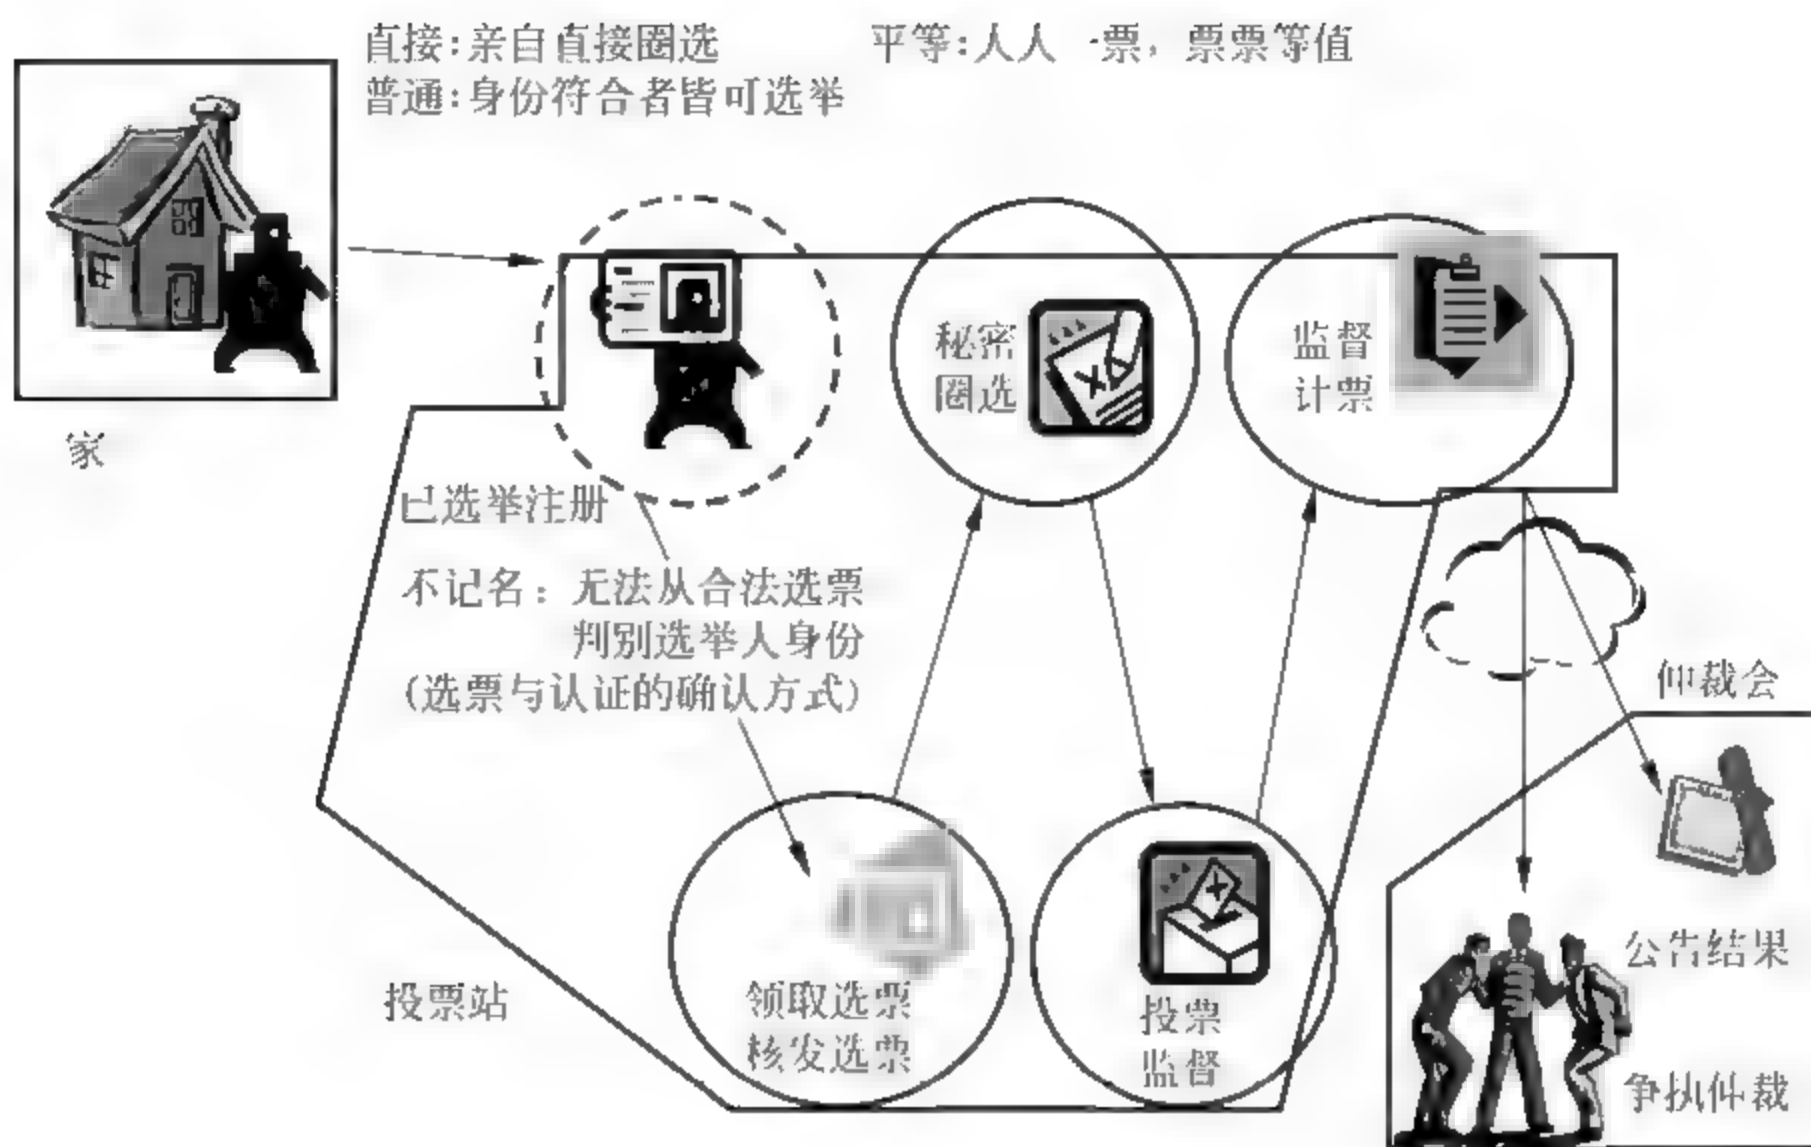 直接:亲自直接圈选
平等:人人一票，票票等值
普通:身份符合者皆可选举
家
秘密
圈选
监督
计票
已选举注册
不记名：无法从合法选票
判别选举人身份
(选票与认证的确认方式)
仲裁会
投票站
领取选票
核发选票
投票
监督
公告结果
争执仲裁